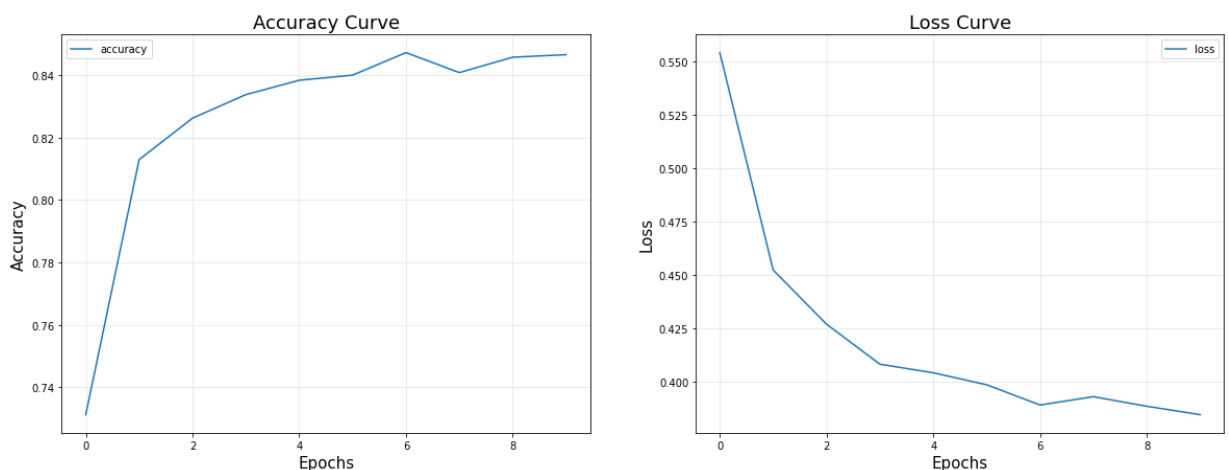 Accuracy Curve
accuracy
0.84
0.82
0.80
0.78
0.76
0.74
Accuracy
0 2 4 6 8
Epochs
Loss Curve
loss
0.550
0.525
0.500
0.475
0.450
0.425
0.400
Loss
0 2 4 6 8
Epochs